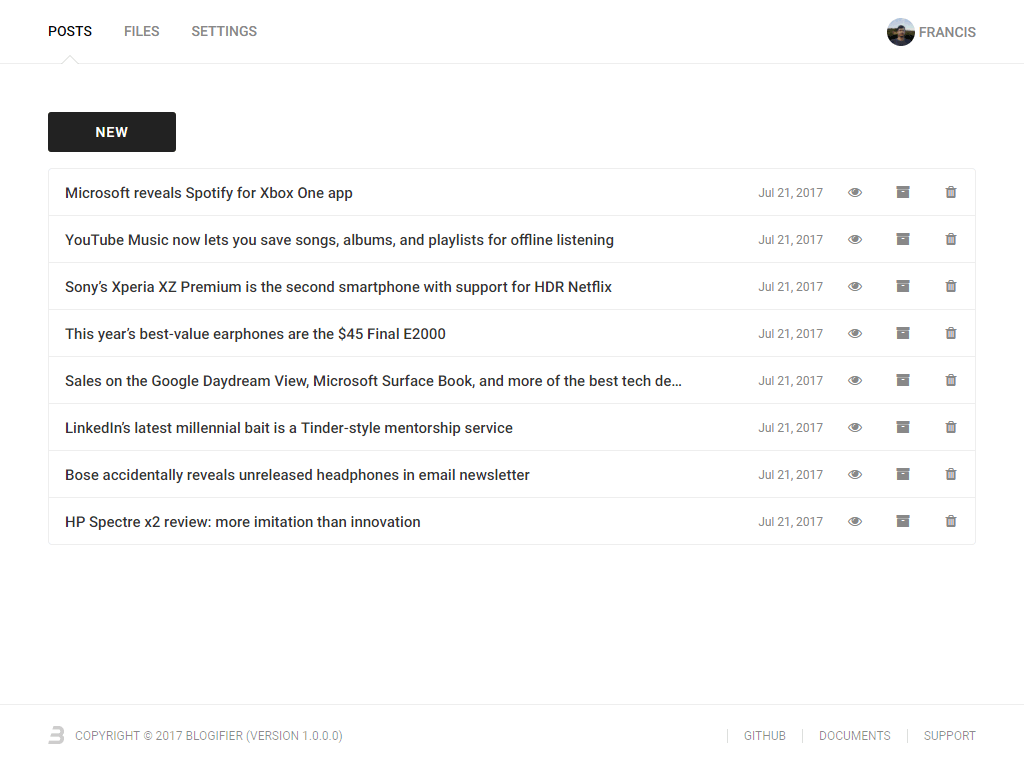 POSTS FILES SETTINGS FRANCIS
NEW
Microsoft reveals Spotify for Xbox One app Jul 21, 2017
YouTube Music now lets you save songs, albums, and playlists for offline listening Jul 21, 2017
Sony’s Xperia XZ Premium is the second smartphone with support for HDR Netflix Jul 21, 2017
This year’s best-value earphones are the $45 Final E2000 Jul 21, 2017
Sales on the Google Daydream View, Microsoft Surface Book, and more of the best tech de... Jul 21, 2017
LinkedIn’s latest millennial bait is a Tinder-style mentorship service Jul 21, 2017
Bose accidentally reveals unreleased headphones in email newsletter Jul 21, 2017
HP Spectre x2 review: more imitation than innovation Jul 21, 2017
COPYRIGHT © 2017 BLOGIFIER (VERSION 1.0.0.0) GITHUB DOCUMENTS SUPPORT